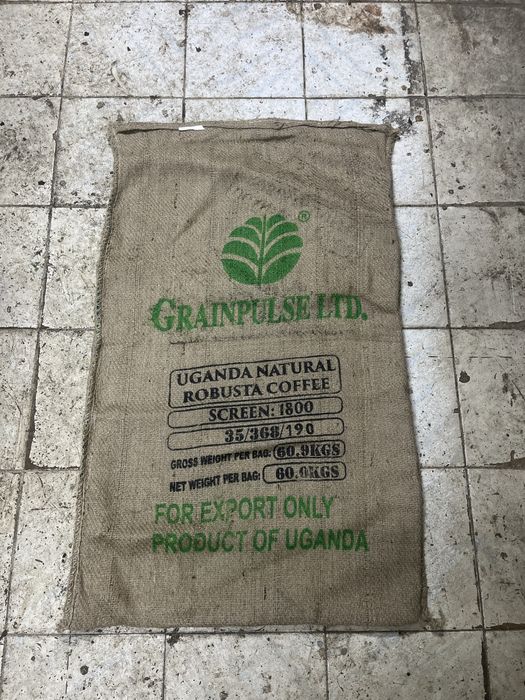 ®
GRAINPULSE LTD.
UGANDA NATURAL
ROBUSTA COFFEE
SCREEN: 1800
35/368/190
GROSS WEIGHT PER BAG: 60.9KGS
NET WEIGHT PER BAG: 60.0KGS
FOR EXPORT ONLY
PRODUCT OF UGANDA